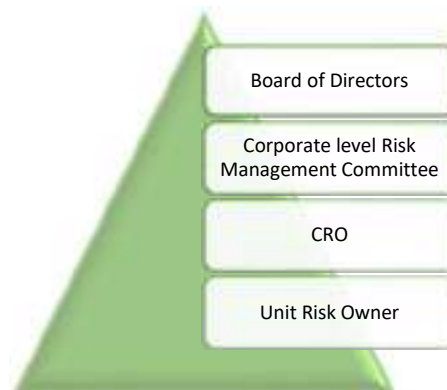 Board of Directors
Corporate level Risk
Management Committee
CRO
Unit Risk Owner